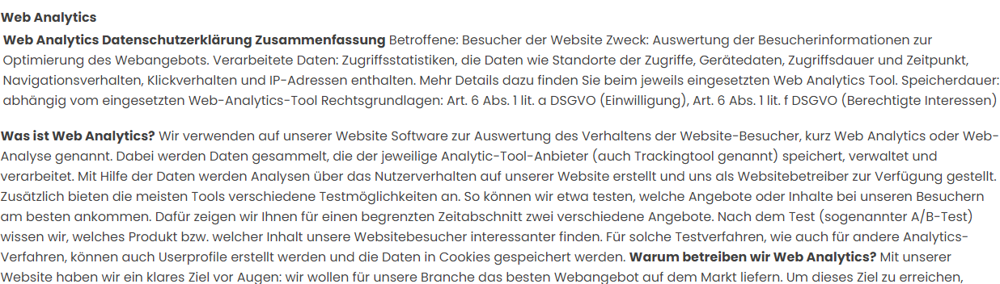 Web Analytics
Web Analytics Datenschutzerklärung Zusammenfassung Betroffene: Besucher der Website Zweck: Auswertung der Besucherinformationen zur
Optimierung des Webangebots. Verarbeitete Daten: Zugriffsstatistiken, die Daten wie Standorte der Zugriffe, Gerätedaten, Zugriffsdauer und Zeitpunkt,
Navigationsverhalten, Klickverhalten und IP-Adressen enthalten. Mehr Details dazu finden Sie beim jeweils eingesetzten Web Analytics Tool. Speicherdauer:
abhängig vom eingesetzten Web-Analytics-Tool Rechtsgrundlagen: Art. 6 Abs. 1 lit. a DSGVO (Einwilligung), Art. 6 Abs. 1 lit. f DSGVO (Berechtigte Interessen)
Was ist Web Analytics? Wir verwenden auf unserer Website Software zur Auswertung des Verhaltens der Website-Besucher, kurz Web Analytics oder Web-
Analyse genannt. Dabei werden Daten gesammelt, die der jeweilige Analytic-Tool-Anbieter (auch Trackingtool genannt) speichert, verwaltet und
verarbeitet. Mit Hilfe der Daten werden Analysen über das Nutzerverhalten auf unserer Website erstellt und uns als Websitebetreiber zur Verfügung gestellt.
Zusätzlich bieten die meisten Tools verschiedene Testmöglichkeiten an. So können wir etwa testen, welche Angebote oder Inhalte bei unseren Besuchern
am besten ankommen. Dafür zeigen wir Ihnen für einen begrenzten Zeitabschnitt zwei verschiedene Angebote. Nach dem Test (sogenannter A/B-Test)
wissen wir, welches Produkt bzw. welcher Inhalt unsere Websitebesucher interessanter finden. Für solche Testverfahren, wie auch für andere Analytics-
Verfahren, können auch Userprofile erstellt werden und die Daten in Cookies gespeichert werden. Warum betreiben wir Web Analytics? Mit unserer
Website haben wir ein klares Ziel vor Augen: wir wollen für unsere Branche das besten Webangebot auf dem Markt liefern. Um dieses Ziel zu erreichen,